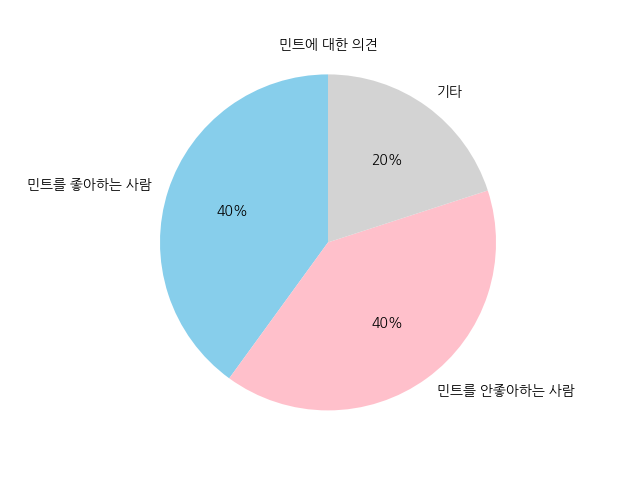 민트에 대한 의견
기타
20%
민트를 좋아하는 사람
40%
40%
민트를 안좋아하는 사람